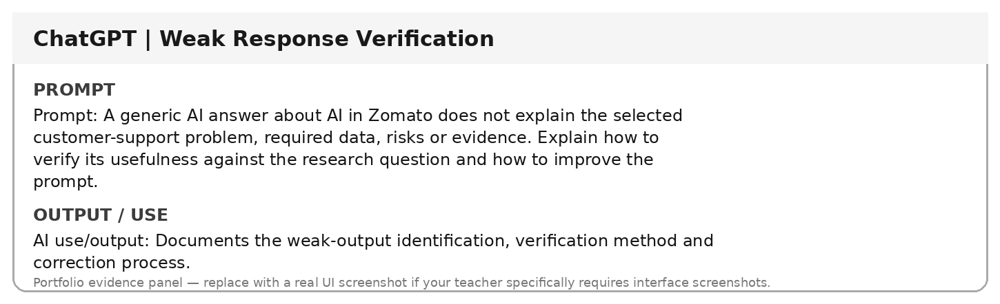 ChatGPT | Weak Response Verification
PROMPT
Prompt: A generic AI answer about AI in Zomato does not explain the selected
customer-support problem, required data, risks or evidence. Explain how to
verify its usefulness against the research question and how to improve the
prompt.
OUTPUT / USE
AI use/output: Documents the weak-output identification, verification method and
correction process.
Portfolio evidence panel — replace with a real UI screenshot if your teacher specifically requires interface screenshots.